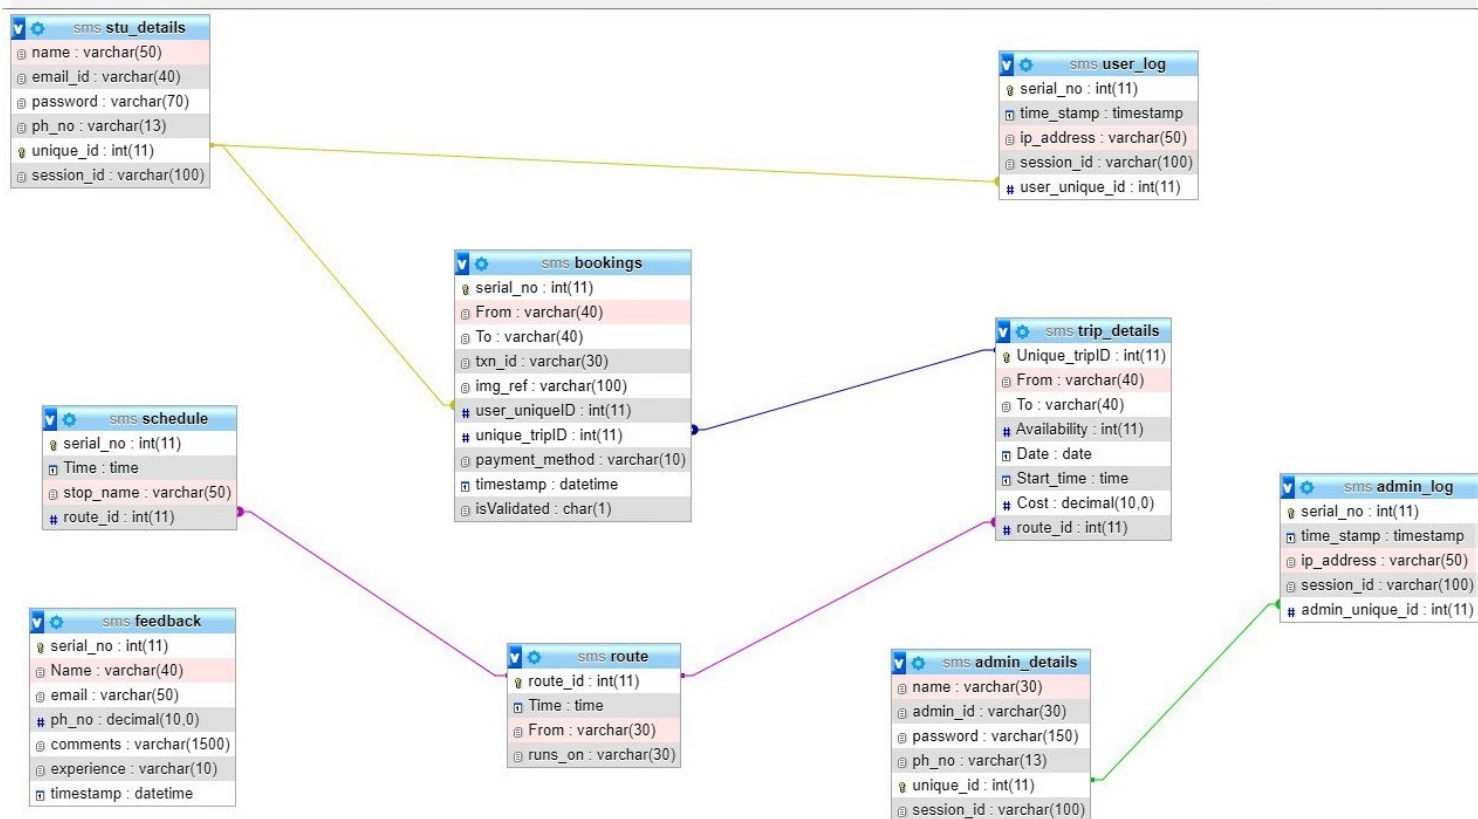 sms stu_details
name : varchar(50)
email_id : varchar(40)
password : varchar(70)
ph_no : varchar(13)
unique_id : int(11)
session_id : varchar(100)
sms user_log
serial_no : int(11)
time_stamp : timestamp
ip_address : varchar(50)
session_id : varchar(100)
user_unique_id : int(11)
sms bookings
serial_no : int(11)
From : varchar(40)
To : varchar(40)
txn_id : varchar(30)
img_ref : varchar(100)
user_uniqueID : int(11)
unique_tripID : int(11)
payment_method : varchar(10)
timestamp : datetime
isValidated : char(1)
sms trip_details
Unique_tripID : int(11)
From : varchar(40)
To : varchar(40)
Availability : int(11)
Date : date
Start_time : time
Cost : decimal(10,0)
route_id : int(11)
sms schedule
serial_no : int(11)
Time : time
stop_name : varchar(50)
route_id : int(11)
sms admin_log
serial_no : int(11)
time_stamp : timestamp
ip_address : varchar(50)
session_id : varchar(100)
admin_unique_id : int(11)
sms feedback
serial_no : int(11)
Name : varchar(40)
email : varchar(50)
ph_no : decimal(10,0)
comments : varchar(1500)
experience : varchar(10)
timestamp : datetime
sms route
route_id : int(11)
Time : time
From : varchar(30)
runs_on : varchar(30)
sms admin_details
name : varchar(30)
admin_id : varchar(30)
password : varchar(150)
ph_no : varchar(13)
unique_id : int(11)
session_id : varchar(100)